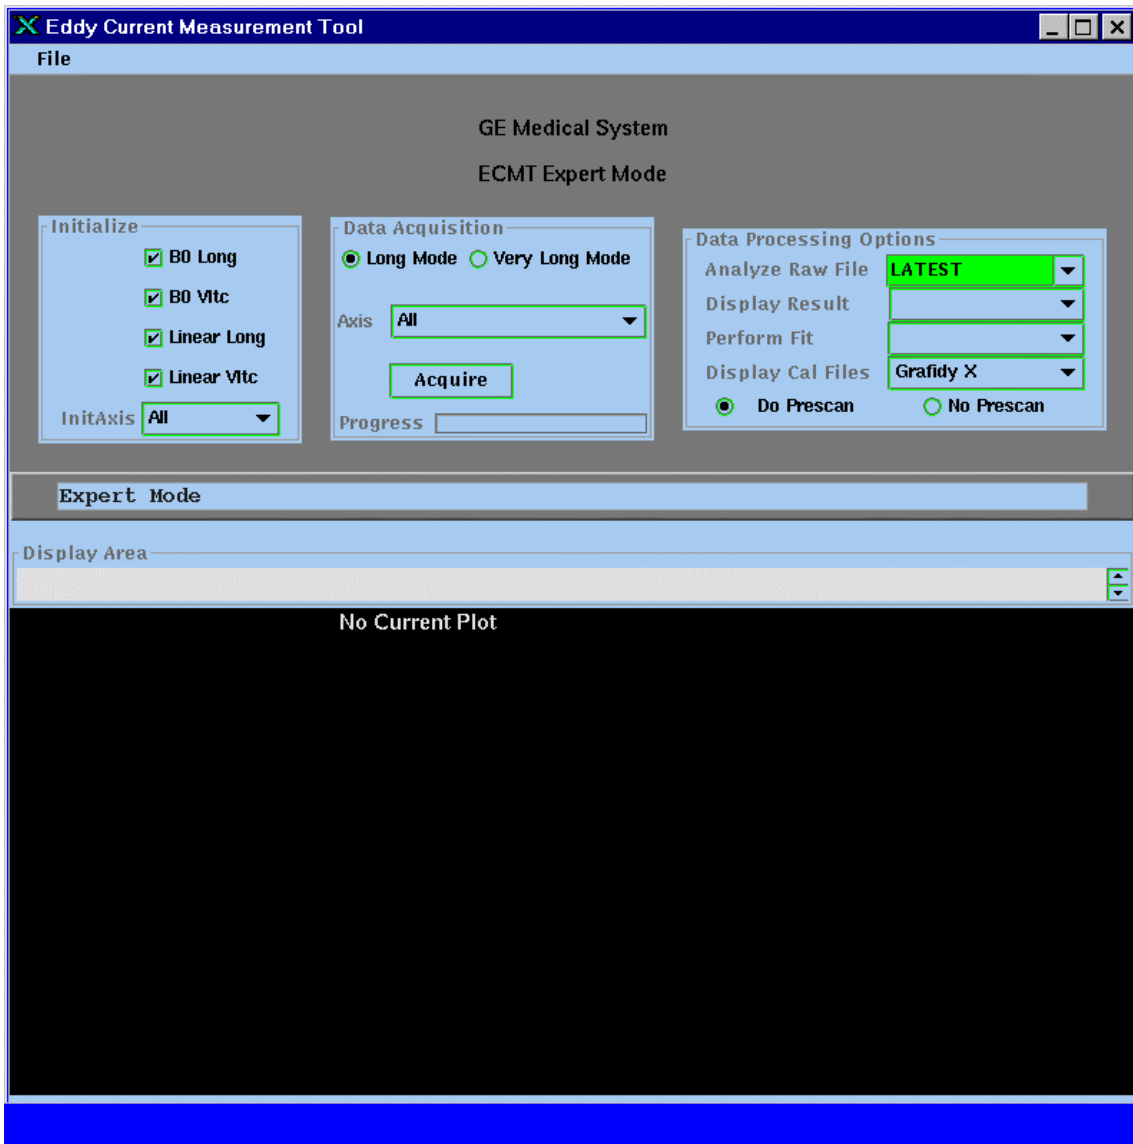 Eddy Current Measurement Tool
File
GE Medical System
ECMT Expert Mode
Initialize
B0 Long
B0 Vltc
Linear Long
Linear Vltc
InitAxis All
Data Acquisition
Long Mode Very Long Mode
Axis All
Acquire
Progress
Data Processing Options
Analyze Raw File LATEST
Display Result
Perform Fit
Display Cal Files Grafidy X
Do Prescan No Prescan
Expert Mode
Display Area
No Current Plot